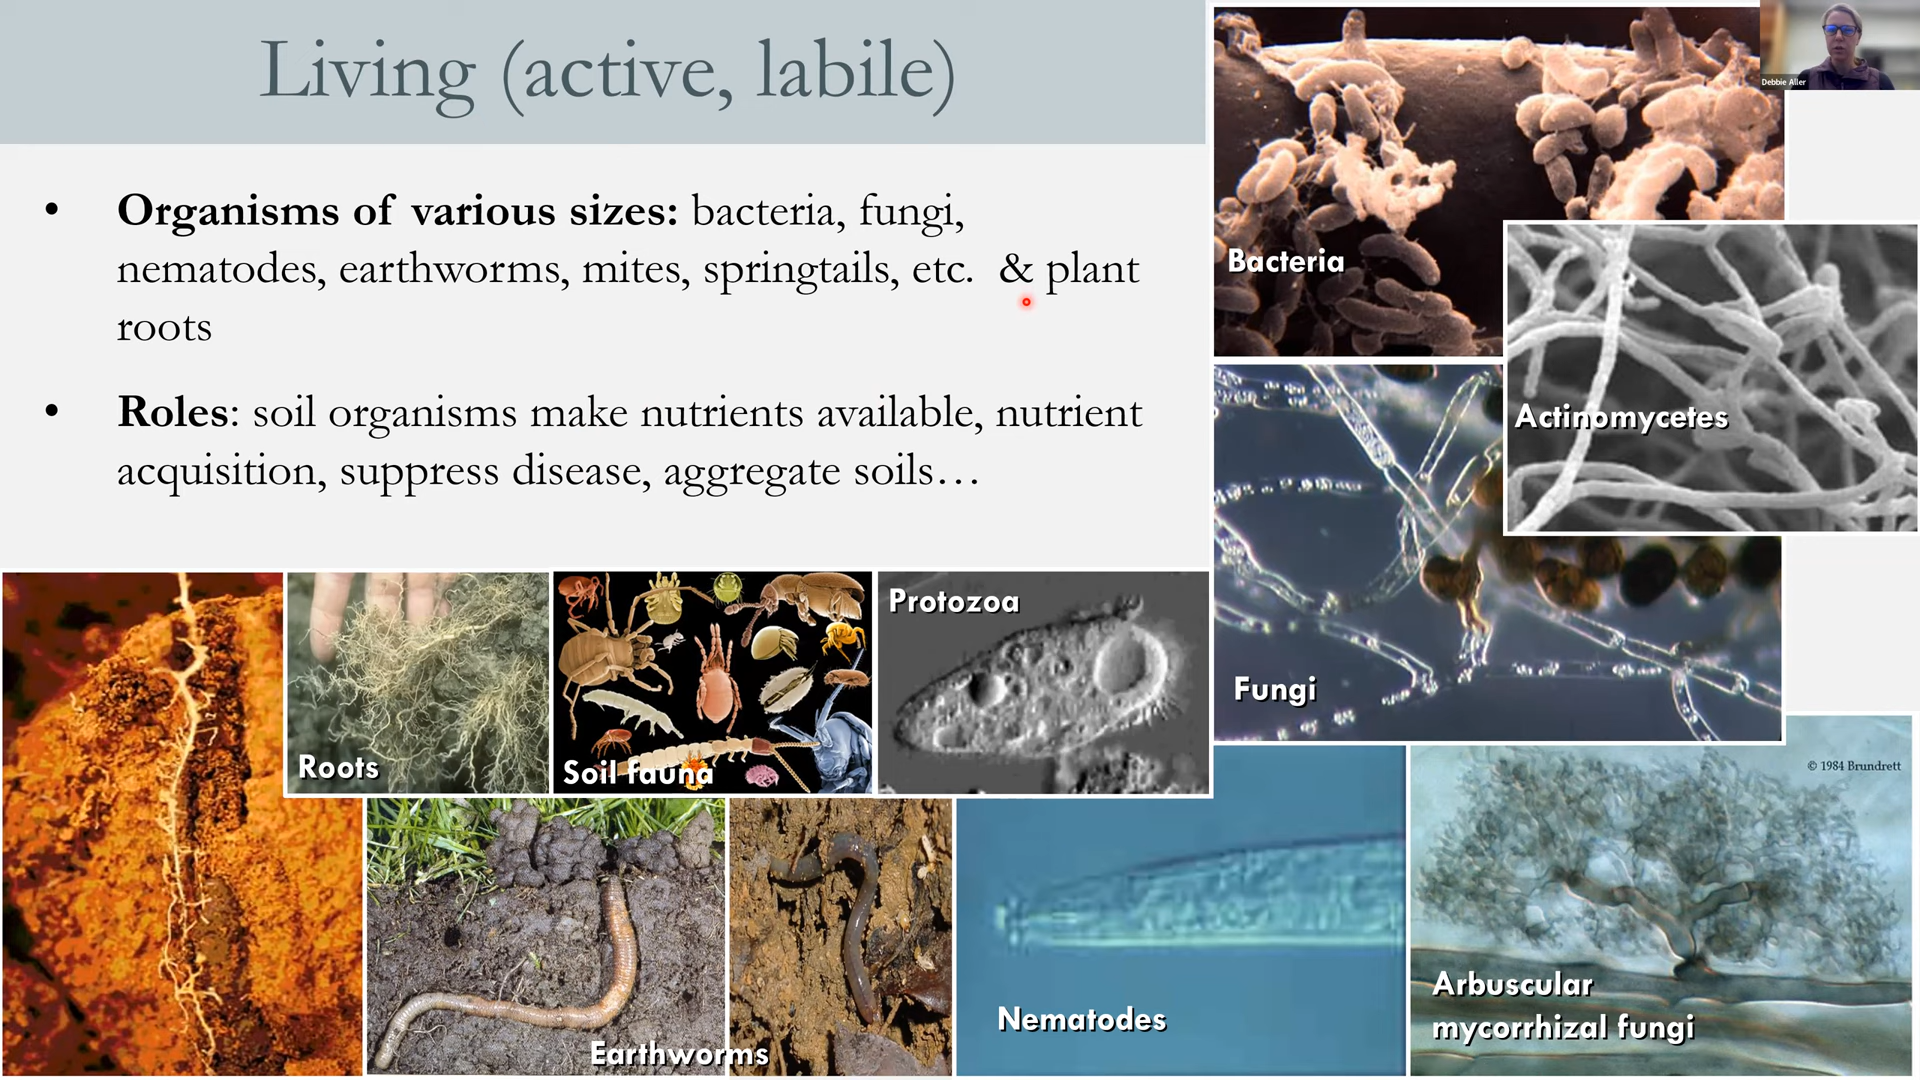 Living (active, labile)
• Organisms of various sizes: bacteria, fungi,
nematodes, earthworms, mites, springtails, etc.  & plant
roots
• Roles: soil organisms make nutrients available, nutrient
acquisition, suppress disease, aggregate soils…
Debbie Aller
Bacteria
Actinomycetes
Fungi
Roots
Soil fauna
Protozoa
Earthworms
Nematodes
© 1984 Brundrett
Arbuscular
mycorrhizal fungi